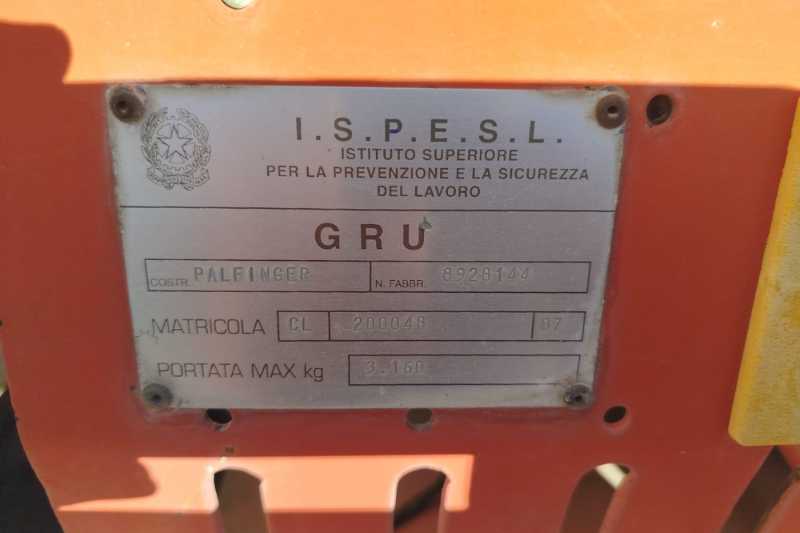 I.S.P.E.S.L.
ISTITUTO SUPERIORE
PER LA PREVENZIONE E LA SICUREZZA
DEL LAVORO
GRU
COSTR. PALFINGER N. FABBR. 8928144
MATRICOLA CL 200048 07
PORTATA MAX kg 3.160